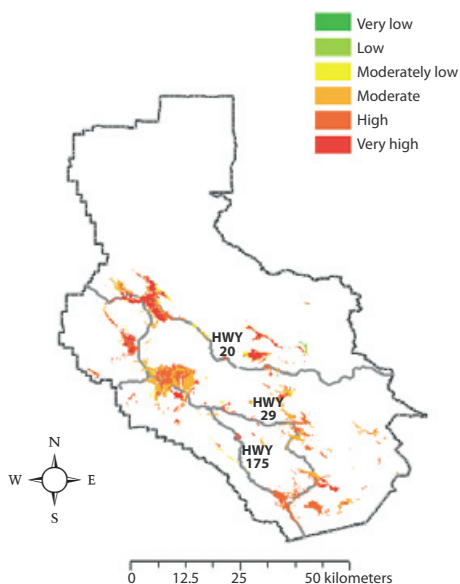 Very low
Low
Moderately low
Moderate
High
Very high
HWY
20
HWY
29
HWY
175
N
W E
S
0 12.5 25 50 kilometers